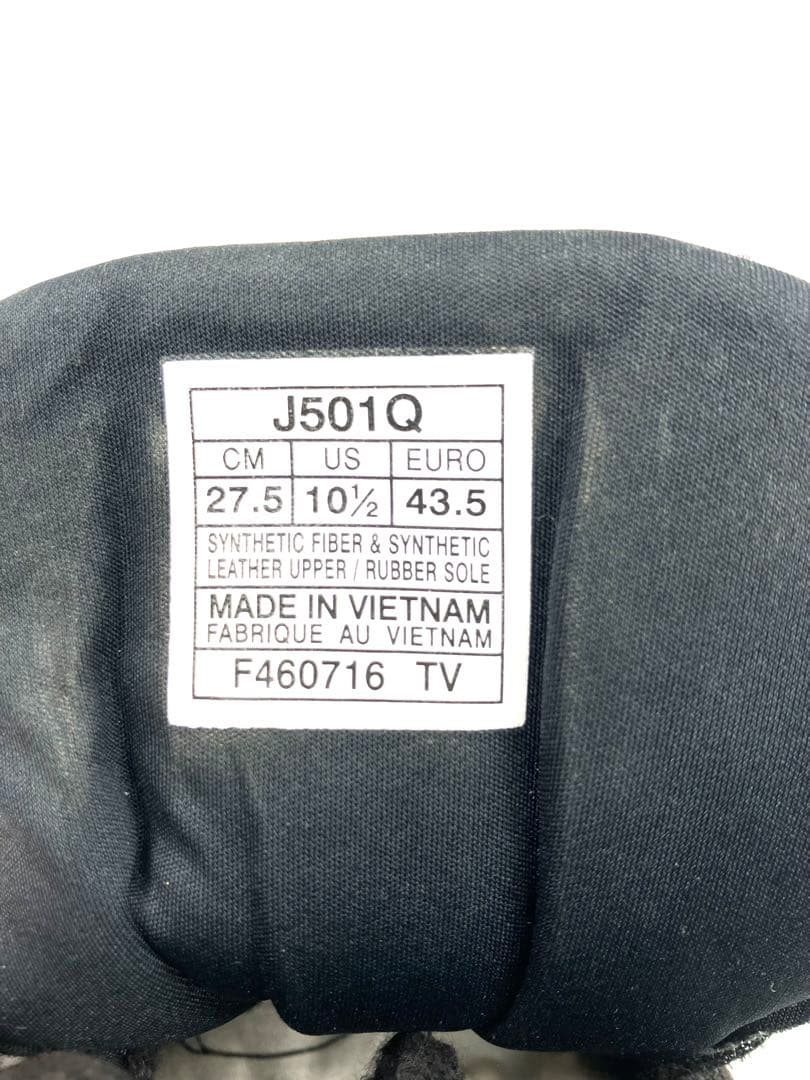 J501Q
CM US EURO
27.5 10½ 43.5
SYNTHETIC FIBER & SYNTHETIC
LEATHER UPPER / RUBBER SOLE
MADE IN VIETNAM
FABRIQUE AU VIETNAM
F460716 TV